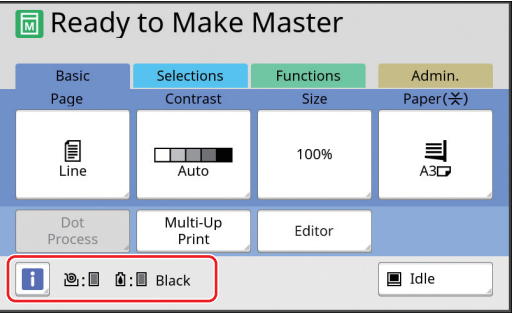 M Ready to Make Master
Basic Selections Functions Admin.
Page Contrast Size Paper(⚹)
Line Auto 100% A3
Dot Process Multi-Up Print Editor
i : : Black Idle